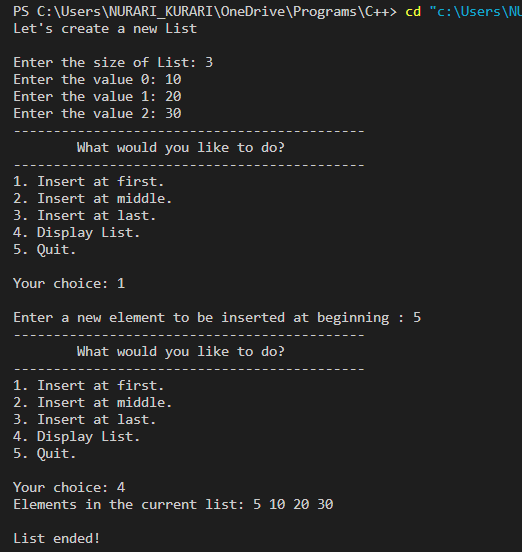 PS C:\Users\NURARI_KURARI\OneDrive\Programs\C++> cd "c:\Users\NU
Let's create a new List
Enter the size of List: 3
Enter the value 0: 10
Enter the value 1: 20
Enter the value 2: 30
--------------------------------------------
What would you like to do?
--------------------------------------------
1. Insert at first.
2. Insert at middle.
3. Insert at last.
4. Display List.
5. Quit.
Your choice: 1
Enter a new element to be inserted at beginning : 5
--------------------------------------------
What would you like to do?
--------------------------------------------
1. Insert at first.
2. Insert at middle.
3. Insert at last.
4. Display List.
5. Quit.
Your choice: 4
Elements in the current list: 5 10 20 30
List ended!